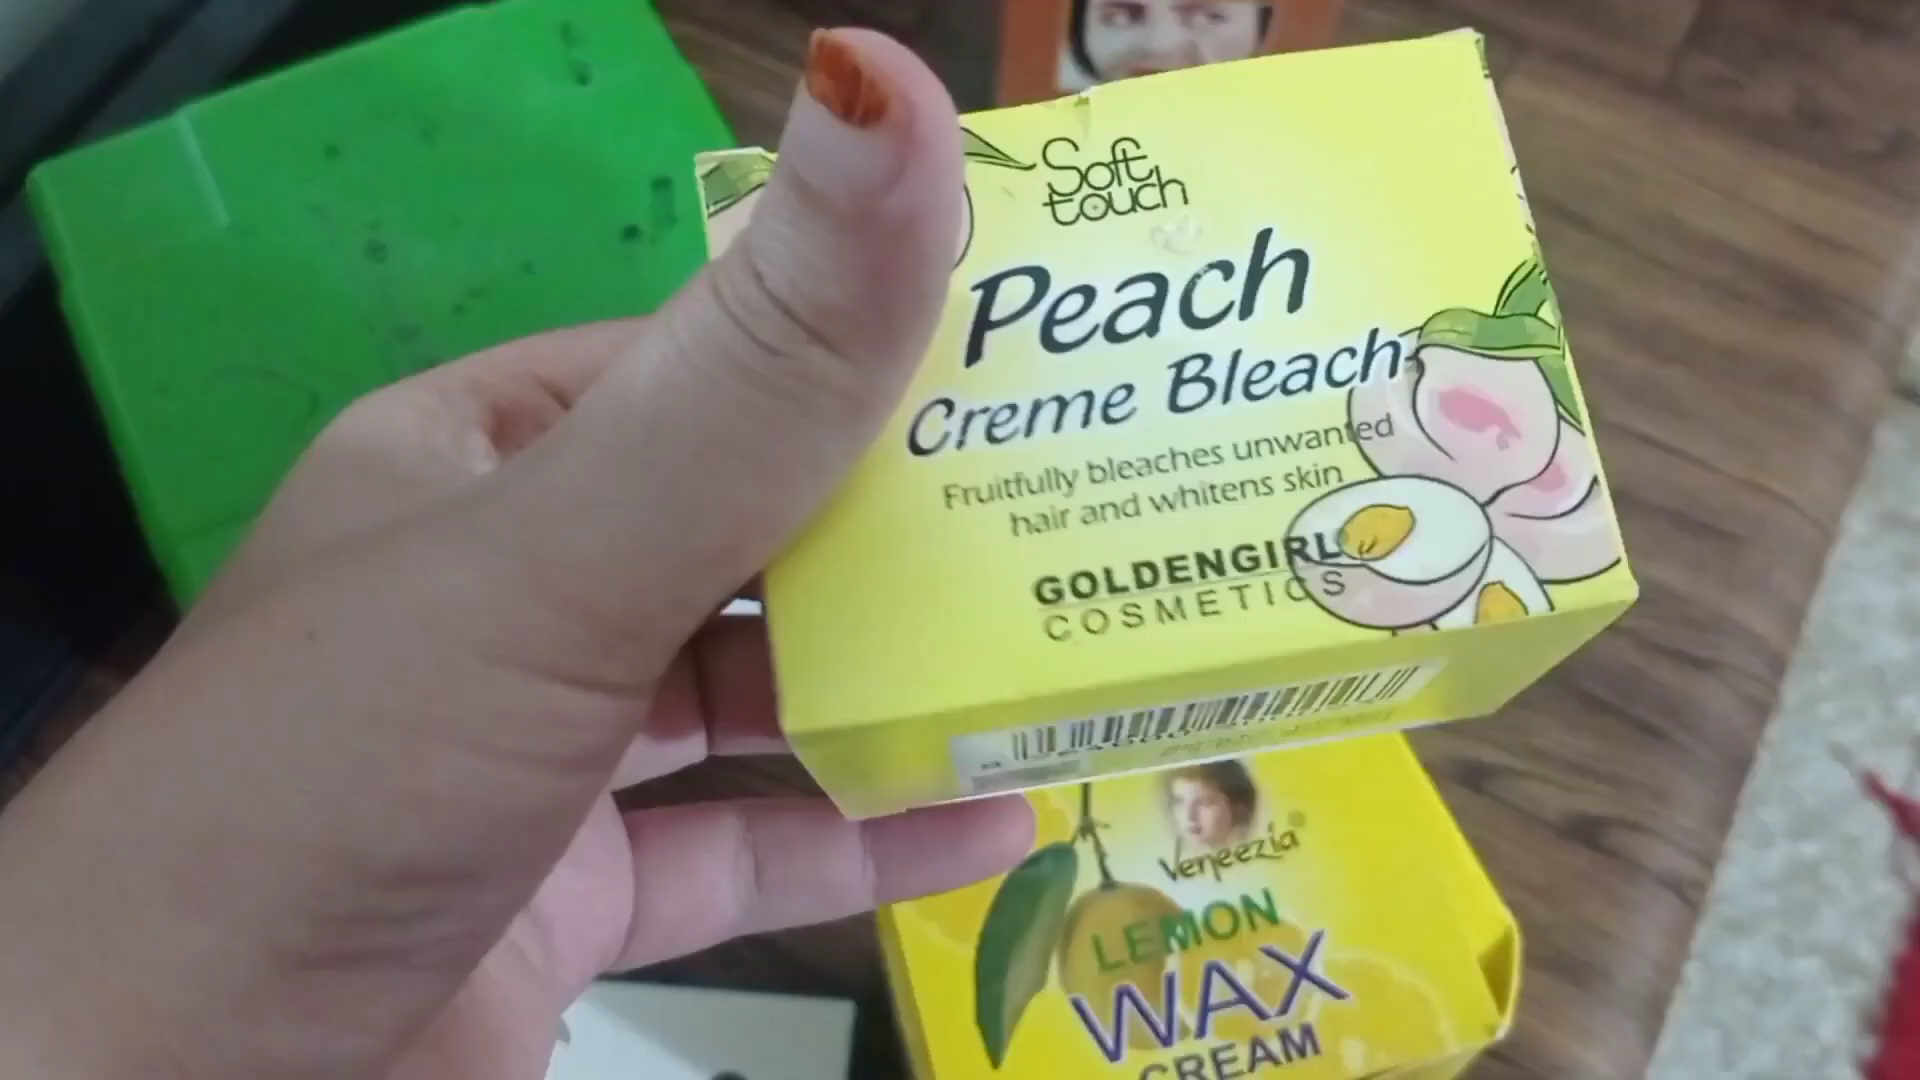 Soft
touch
Peach
Creme Bleach
Fruitfully bleaches unwanted
hair and whitens skin
GOLDENGIRL
COSMETICS
Veneezia
LEMON
WAX
CREAM